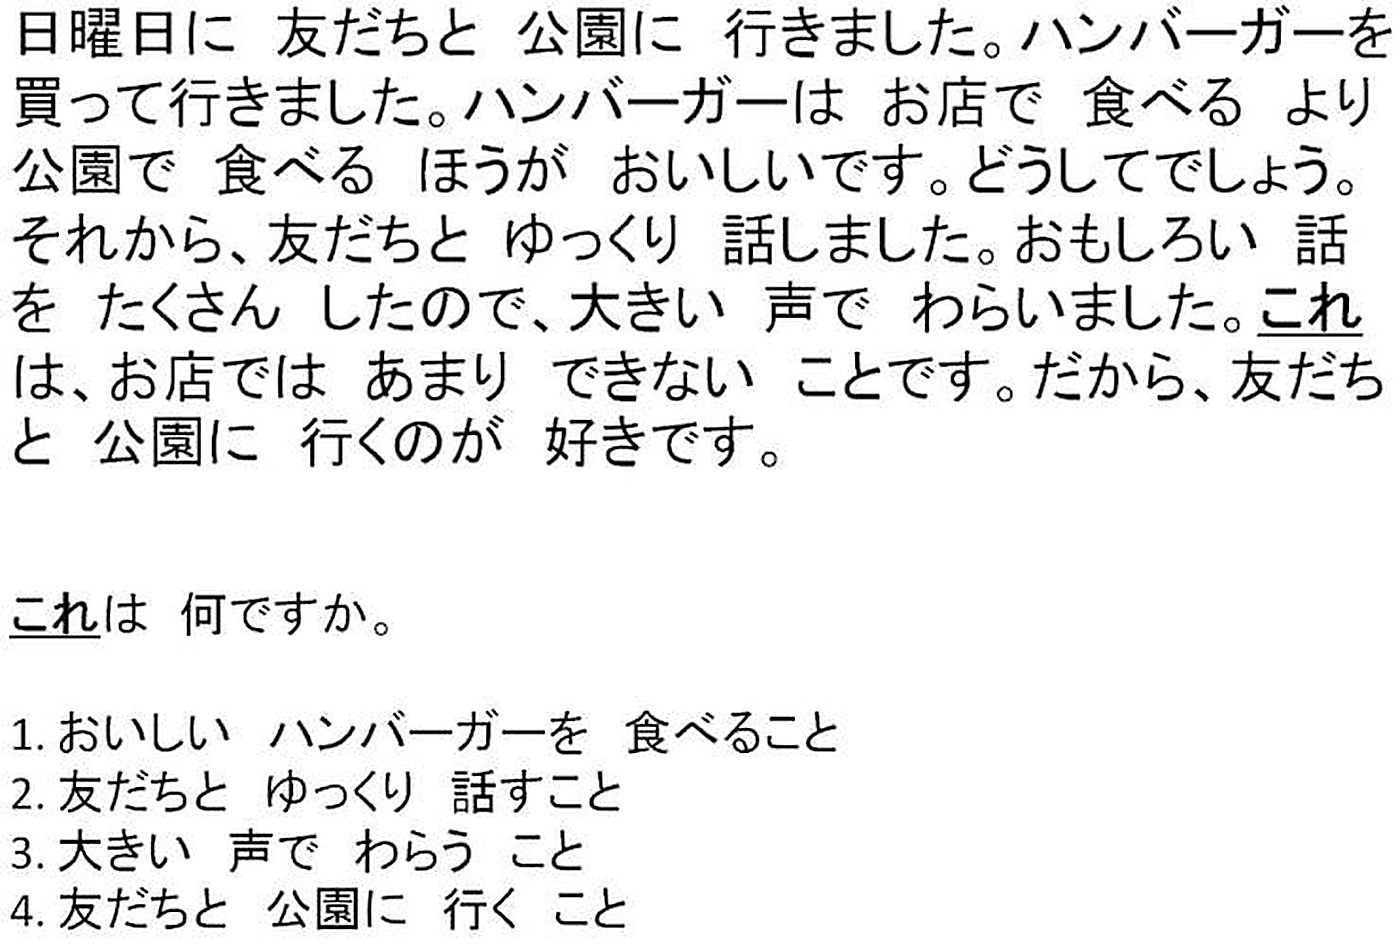 日曜日に　友だちと　公園に　行きました。ハンバーガーを
買って行きました。ハンバーガーは　お店で　食べる　より
公園で　食べる　ほうが　おいしいです。どうしてでしょう。
それから、友だちと　ゆっくり　話しました。おもしろい　話
を　たくさん　したので、大きい　声で　わらいました。これ
は、お店では　あまり　できない　ことです。だから、友だち
と　公園に　行くのが　好きです。
これは　何ですか。
1. おいしい　ハンバーガーを　食べること
2. 友だちと　ゆっくり　話すこと
3. 大きい　声で　わらう　こと
4. 友だちと　公園に　行く　こと